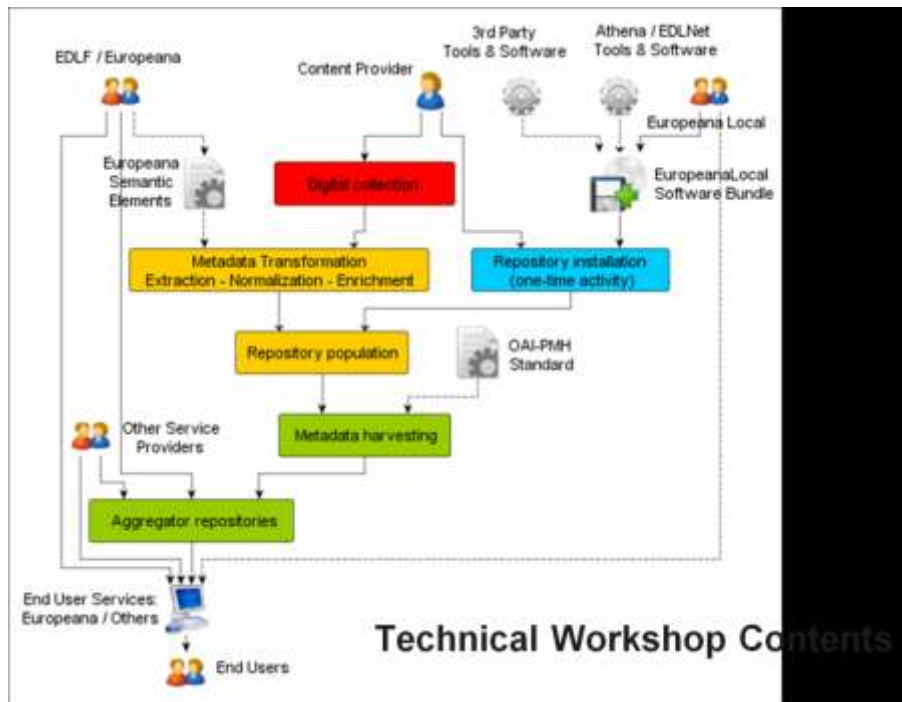 3rd Party
Tools & Software
Athena / EDLNet
Tools & Software
EDLF / Europeana
Content Provider
Europeana Local
Europeana
Semantic
Elements
Digital collection
EuropeanaLocal
Software Bundle
Metadata Transformation
Extraction - Normalization - Enrichment
Repository installation
(one-time activity)
Repository population
OAI-PMH
Standard
Other Service
Providers
Metadata harvesting
Aggregator repositories
End User Services:
Europeana / Others
Technical Workshop Contents
End Users